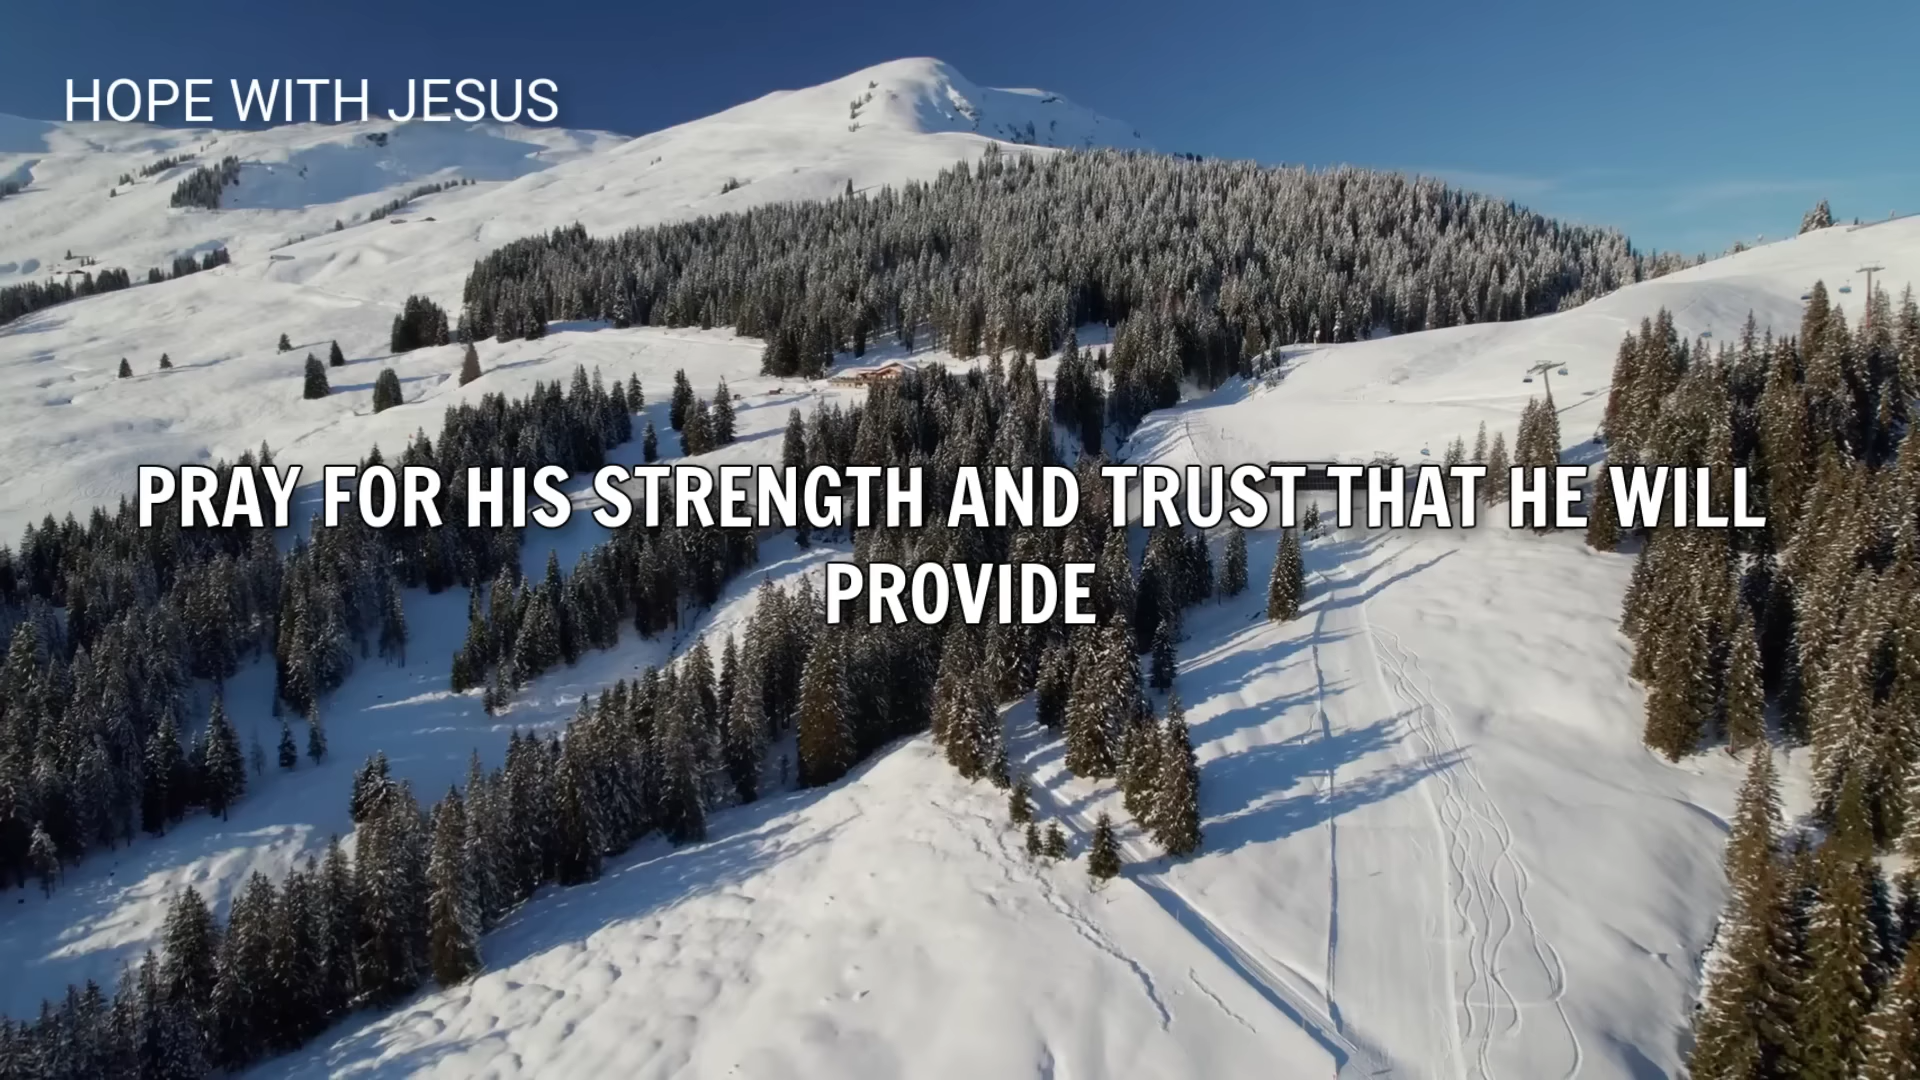 HOPE WITH JESUS
PRAY FOR HIS STRENGTH AND TRUST THAT HE WILL
PROVIDE